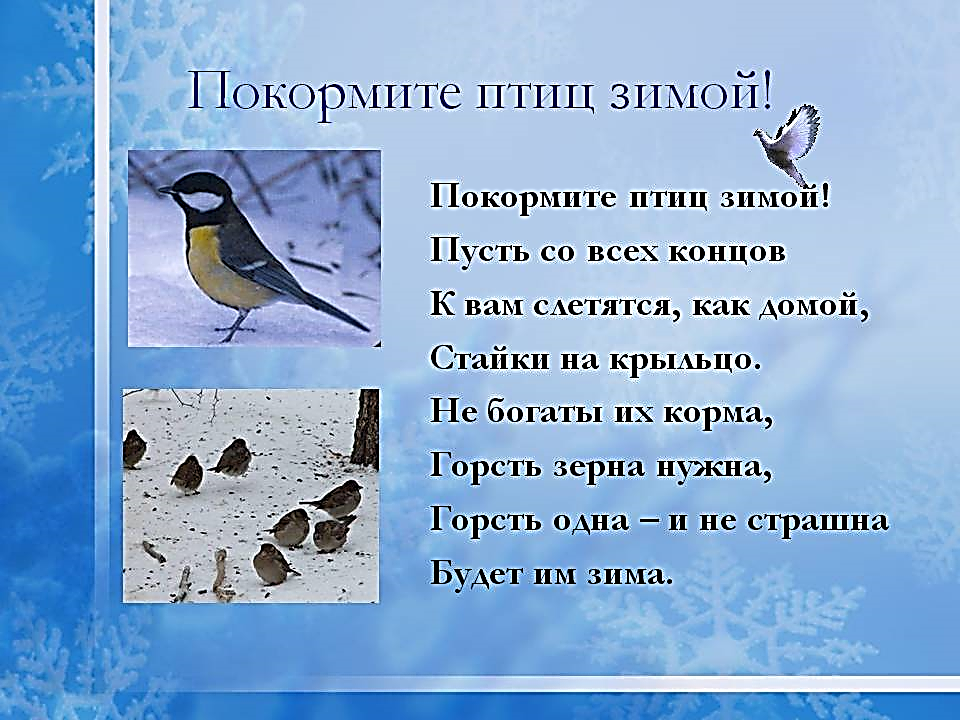 Покормите птиц зимой!
Покормите птиц зимой!
Пусть со всех концов
К вам слетятся, как домой,
Стайки на крыльцо.
Не богаты их корма,
Горсть зерна нужна,
Горсть одна – и не страшна
Будет им зима.